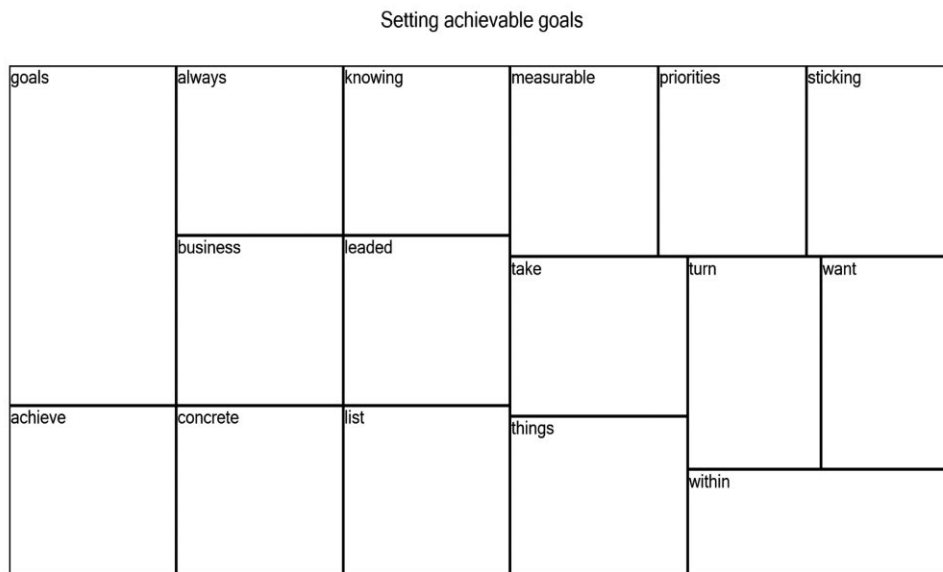 Setting achievable goals
goals always knowing measurable priorities sticking
business leaded
take turn want
achieve concrete list
things
within